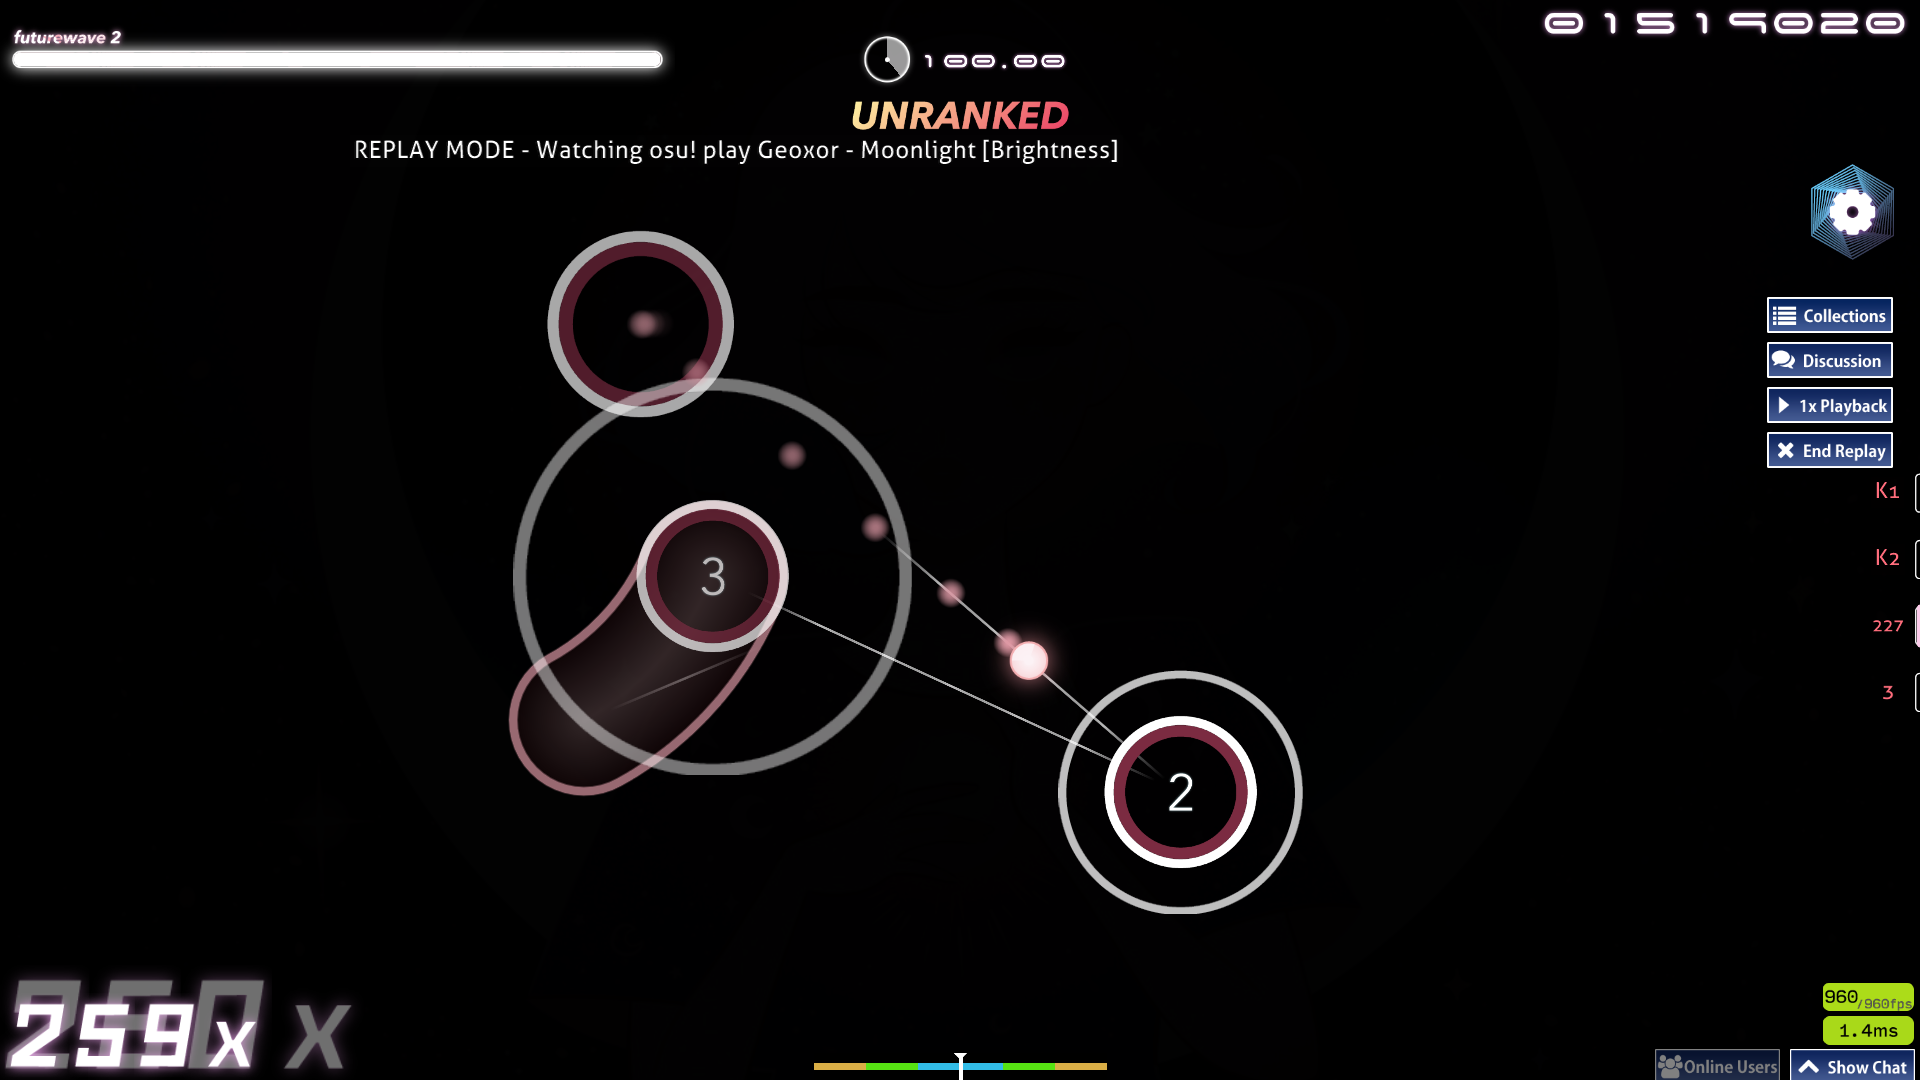 futurewave 2
01519020
100.00
UNRANKED
REPLAY MODE - Watching osu! play Geoxor - Moonlight [Brightness]
Collections
Discussion
1x Playback
End Replay
K1
K2
227
3
3
2
259x
960/960fps
1.4ms
Online Users
Show Chat